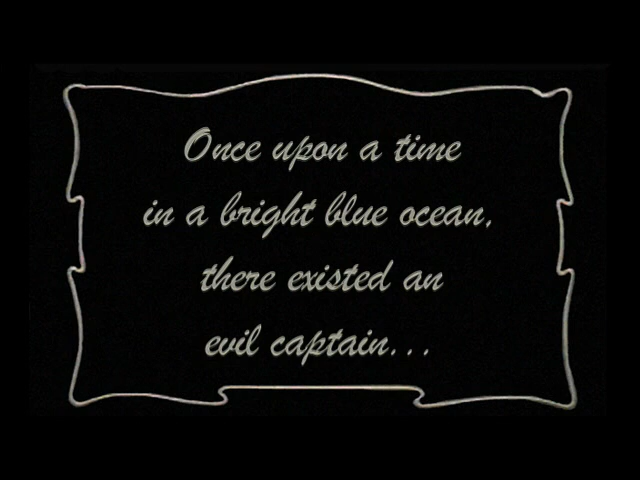 Once upon a time
in a bright blue ocean,
there existed an
evil captain...